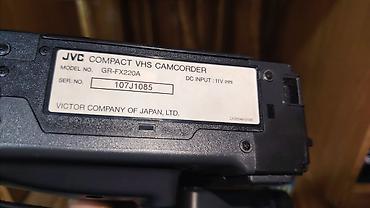 JVC COMPACT VHS CAMCORDER
MODEL NO. GR-FX220A DC INPUT : 11V
SER. NO. 107J1085
VICTOR COMPANY OF JAPAN, LTD.